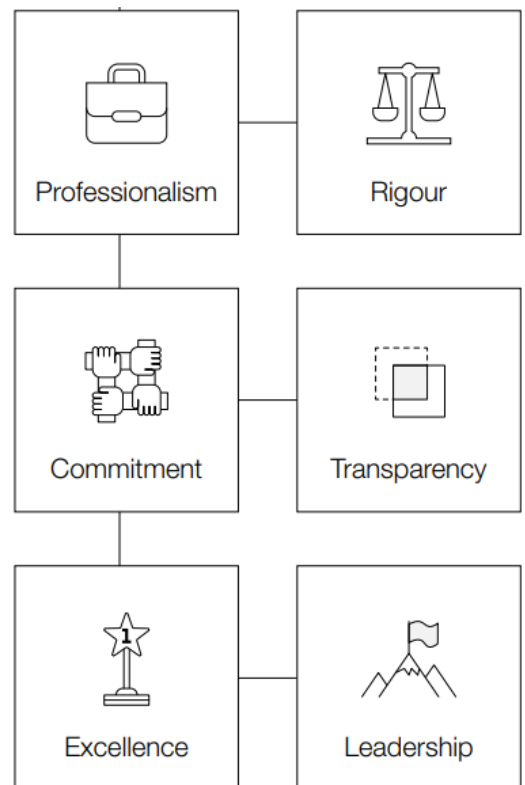 Professionalism
Rigour
Commitment
Transparency
1
Excellence
Leadership